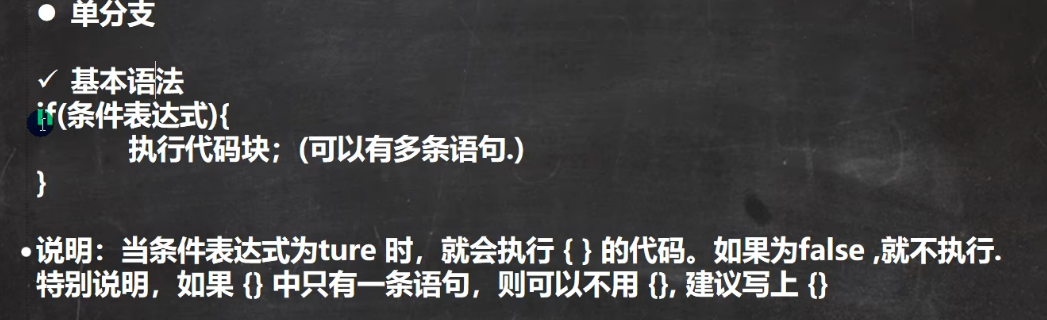 ● 单分支
✓ 基本语法
if(条件表达式){
执行代码块；(可以有多条语句.)
}
• 说明：当条件表达式为ture 时，就会执行 { } 的代码。如果为false ,就不执行.
特别说明，如果 {} 中只有一条语句，则可以不用 {}, 建议写上 {}